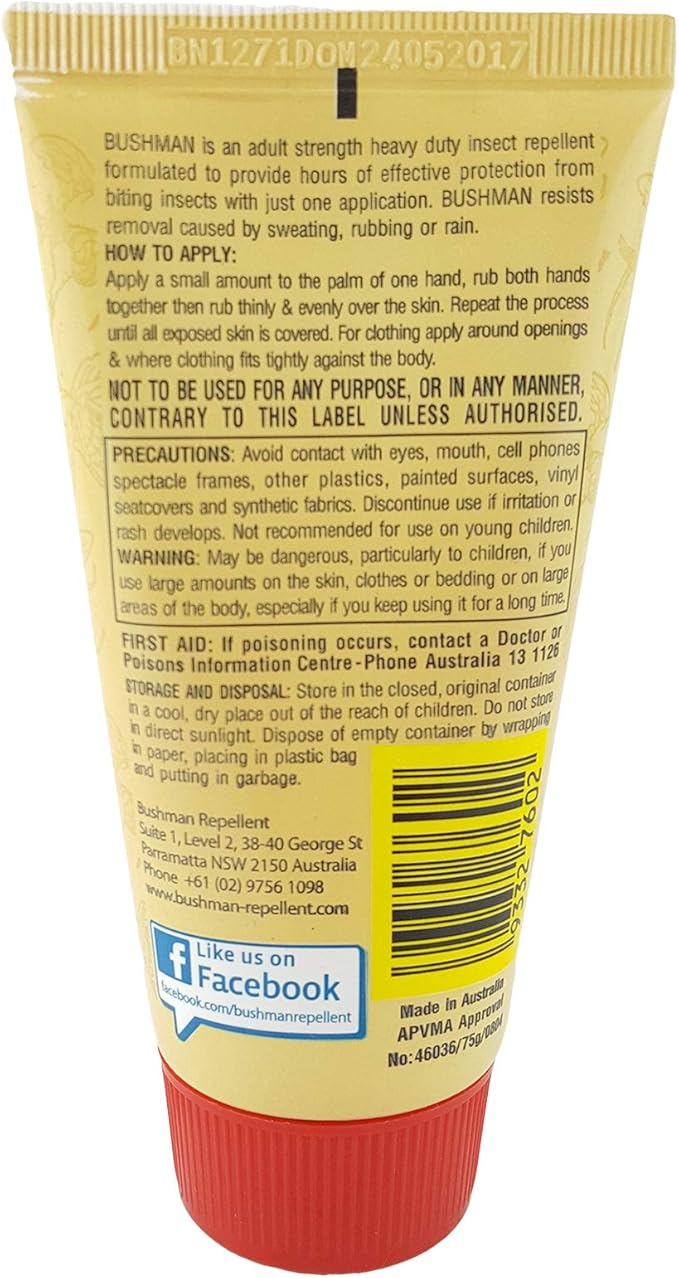 BN1271DOM24052017
BUSHMAN is an adult strength heavy duty insect repellent
formulated to provide hours of effective protection from
biting insects with just one application. BUSHMAN resists
removal caused by sweating, rubbing or rain.
HOW TO APPLY:
Apply a small amount to the palm of one hand, rub both hands
together then rub thinly & evenly over the skin. Repeat the process
until all exposed skin is covered. For clothing apply around openings
& where clothing fits tightly against the body.
NOT TO BE USED FOR ANY PURPOSE, OR IN ANY MANNER,
CONTRARY TO THIS LABEL UNLESS AUTHORISED.
PRECAUTIONS: Avoid contact with eyes, mouth, cell phones
spectacle frames, other plastics, painted surfaces, vinyl
seatcovers and synthetic fabrics. Discontinue use if irritation or
rash develops. Not recommended for use on young children.
WARNING: May be dangerous, particularly to children, if you
use large amounts on the skin, clothes or bedding or on large
areas of the body, especially if you keep using it for a long time.
FIRST AID: If poisoning occurs, contact a Doctor or
Poisons Information Centre - Phone Australia 13 1126
STORAGE AND DISPOSAL: Store in the closed, original container
in a cool, dry place out of the reach of children. Do not store
in direct sunlight. Dispose of empty container by wrapping
in paper, placing in plastic bag
and putting in garbage.
Bushman Repellent
Suite 1, Level 2, 38-40 George St
Parramatta NSW 2150 Australia
Phone +61 (02) 9756 1098
www.bushman-repellent.com
Like us on
Facebook
facebook.com/bushmanrepellent
9332 7602
Made in Australia
APVMA Approval
No: 46036/75g/0804